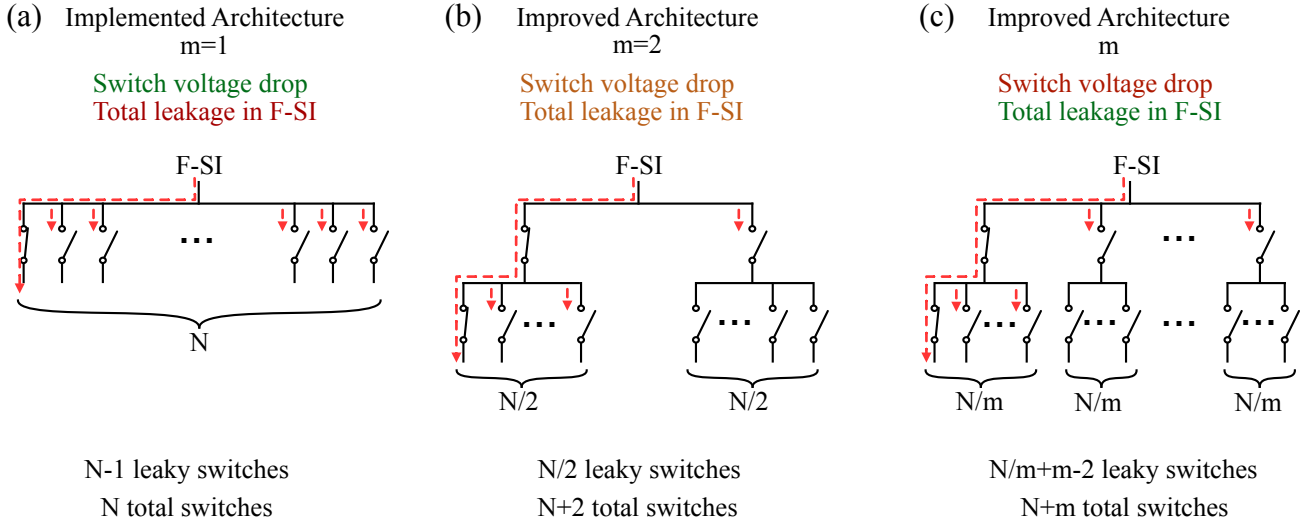 (a) Implemented Architecture
m=1
Switch voltage drop
Total leakage in F-SI
F-SI
...
N
N-1 leaky switches
N total switches
(b) Improved Architecture
m=2
Switch voltage drop
Total leakage in F-SI
F-SI
...
...
N/2
N/2
N/2 leaky switches
N+2 total switches
(c) Improved Architecture
m
Switch voltage drop
Total leakage in F-SI
F-SI
...
...
...
...
...
N/m
N/m
N/m
N/m+m-2 leaky switches
N+m total switches